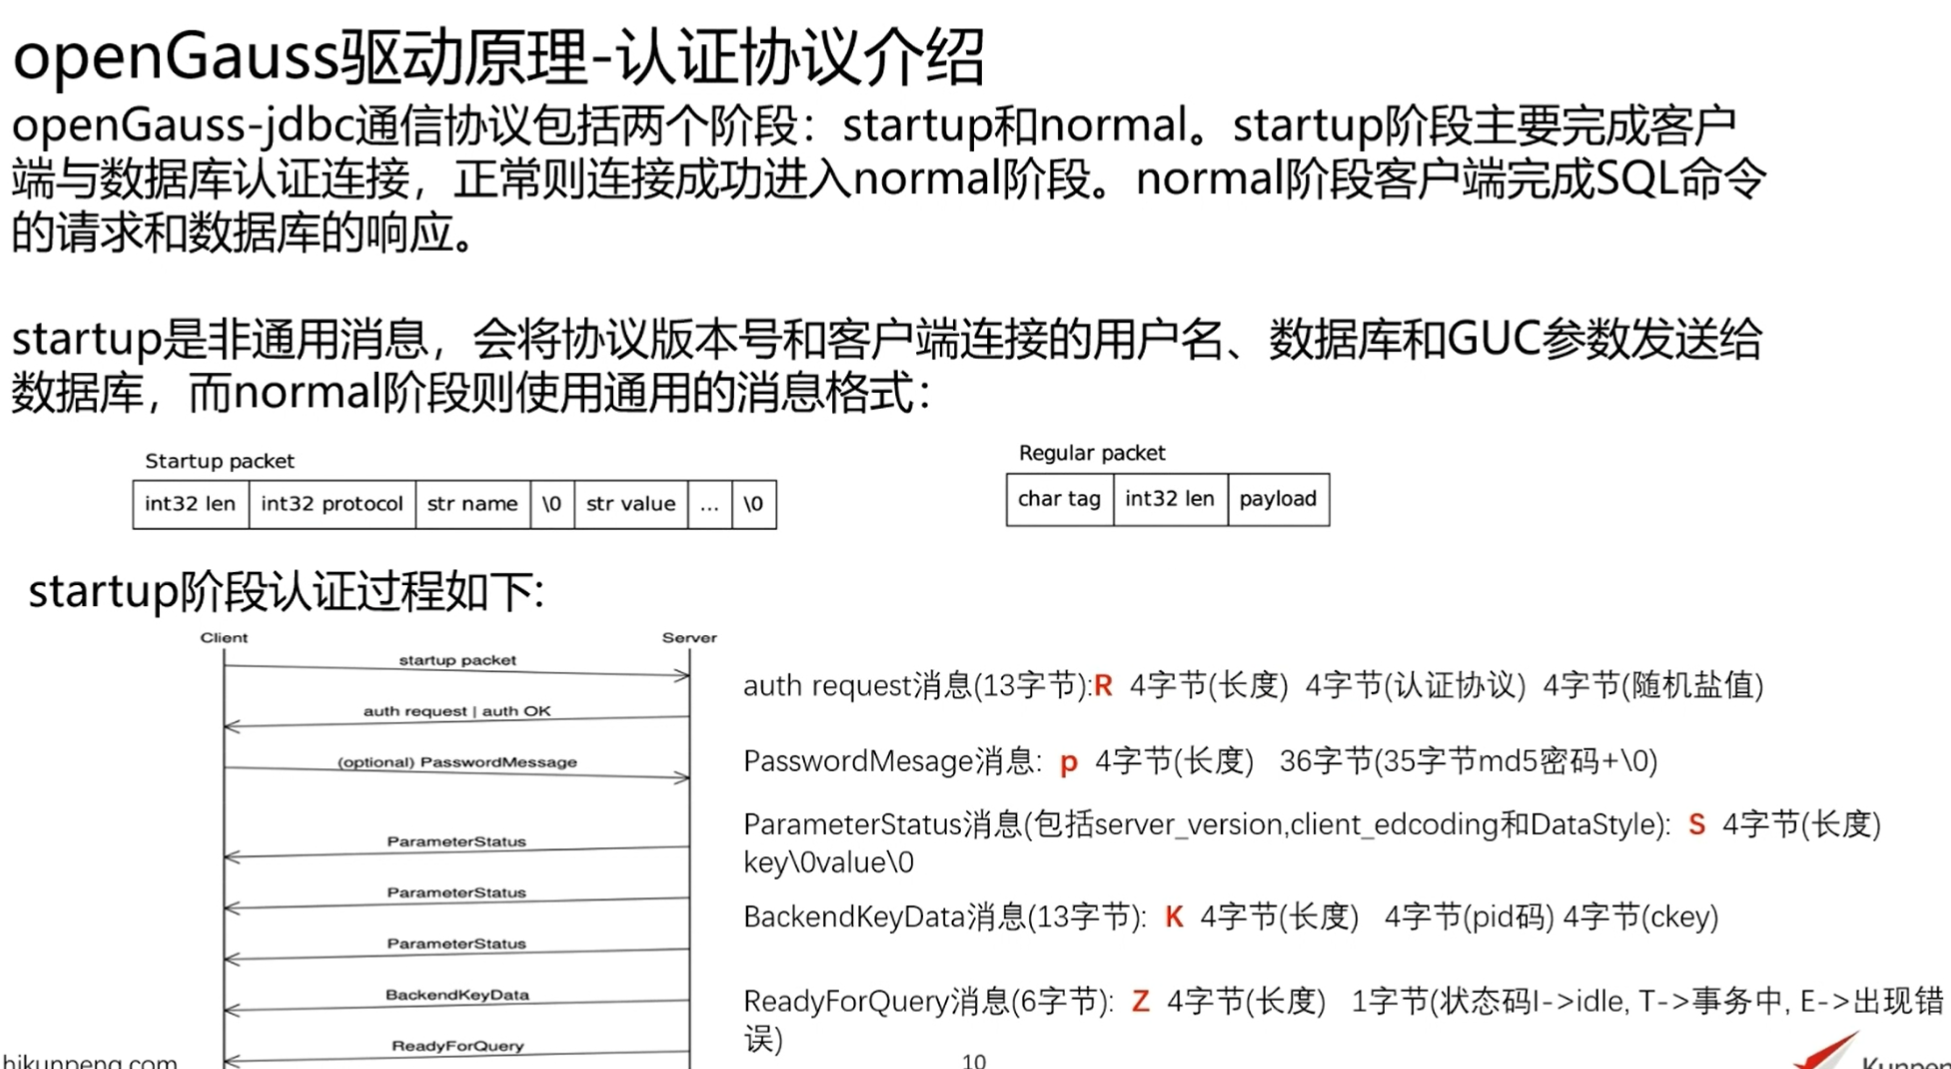 openGauss驱动原理-认证协议介绍
openGauss-jdbc通信协议包括两个阶段：startup和normal。startup阶段主要完成客户
端与数据库认证连接，正常则连接成功进入normal阶段。normal阶段客户端完成SQL命令
的请求和数据库的响应。
startup是非通用消息，会将协议版本号和客户端连接的用户名、数据库和GUC参数发送给
数据库，而normal阶段则使用通用的消息格式：
Startup packet
int32 len int32 protocol str name \0 str value ... \0
Regular packet
char tag int32 len payload
startup阶段认证过程如下:
Client Server
startup packet
auth request | auth OK
(optional) PasswordMessage
ParameterStatus
ParameterStatus
ParameterStatus
BackendKeyData
ReadyForQuery
auth request消息(13字节):R 4字节(长度) 4字节(认证协议) 4字节(随机盐值)
PasswordMesage消息: p 4字节(长度) 36字节(35字节md5密码+\0)
ParameterStatus消息(包括server_version,client_edcoding和DataStyle): S 4字节(长度)
key\0value\0
BackendKeyData消息(13字节): K 4字节(长度) 4字节(pid码) 4字节(ckey)
ReadyForQuery消息(6字节): Z 4字节(长度) 1字节(状态码I->idle, T->事务中, E->出现错
误)
hikunpeng.com
10